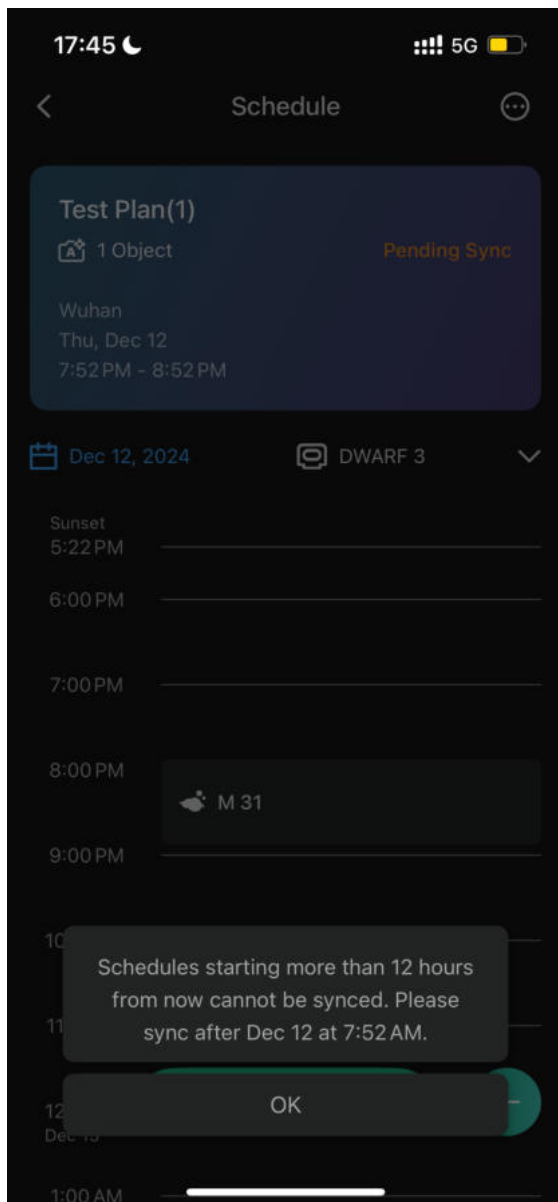 17:45
5G
Schedule
Test Plan(1)
1 Object
Pending Sync
Wuhan
Thu, Dec 12
7:52 PM - 8:52 PM
Dec 12, 2024
DWARF 3
Sunset
5:22 PM
6:00 PM
7:00 PM
8:00 PM
M 31
9:00 PM
10
Schedules starting more than 12 hours
from now cannot be synced. Please
sync after Dec 12 at 7:52 AM.
11
OK
12
1:00 AM